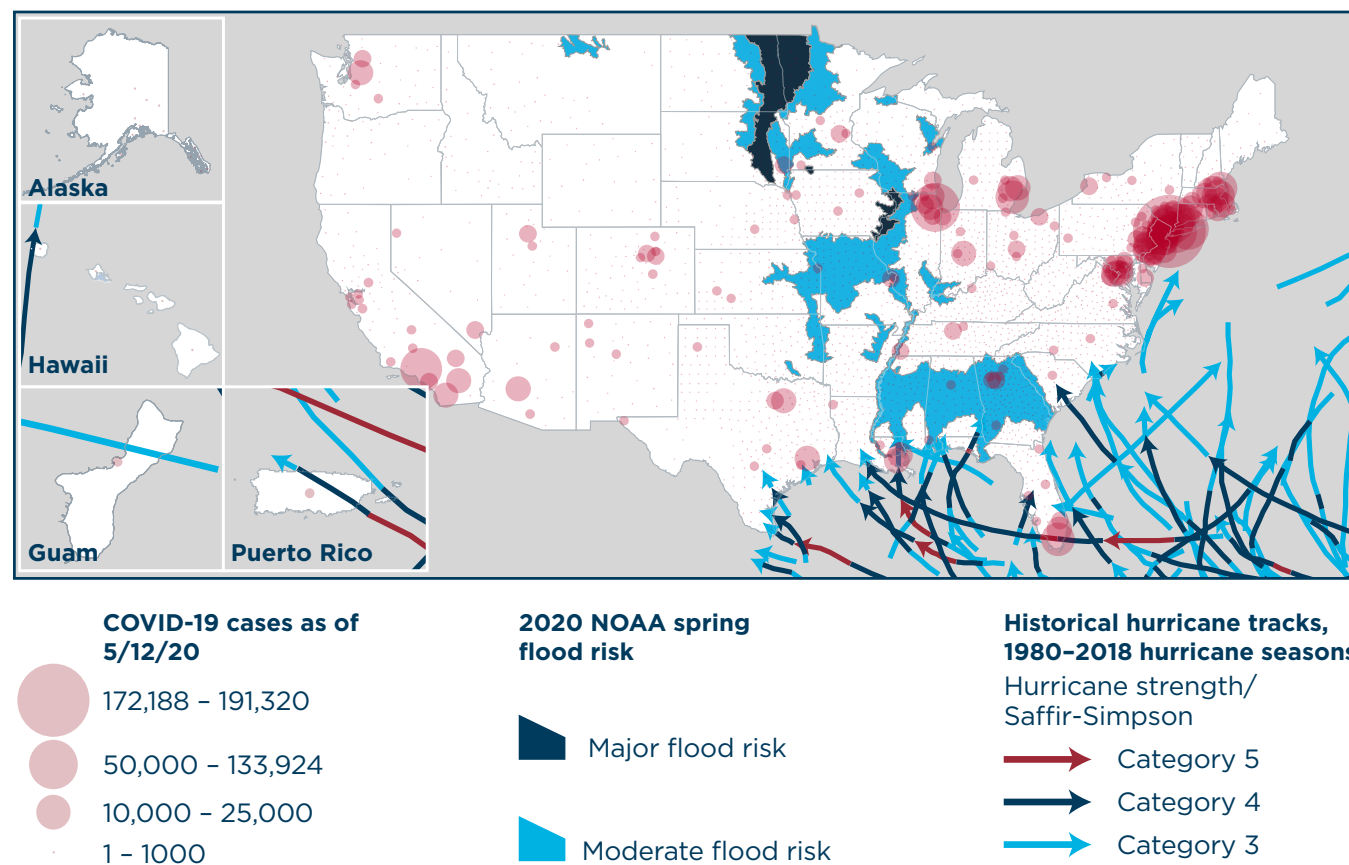 Alaska
Hawaii
Guam
Puerto Rico
COVID-19 cases as of
5/12/20
172,188 – 191,320
50,000 – 133,924
10,000 – 25,000
1 – 1000
2020 NOAA spring
flood risk
Major flood risk
Moderate flood risk
Historical hurricane tracks,
1980–2018 hurricane seasons
Hurricane strength/
Saffir-Simpson
Category 5
Category 4
Category 3